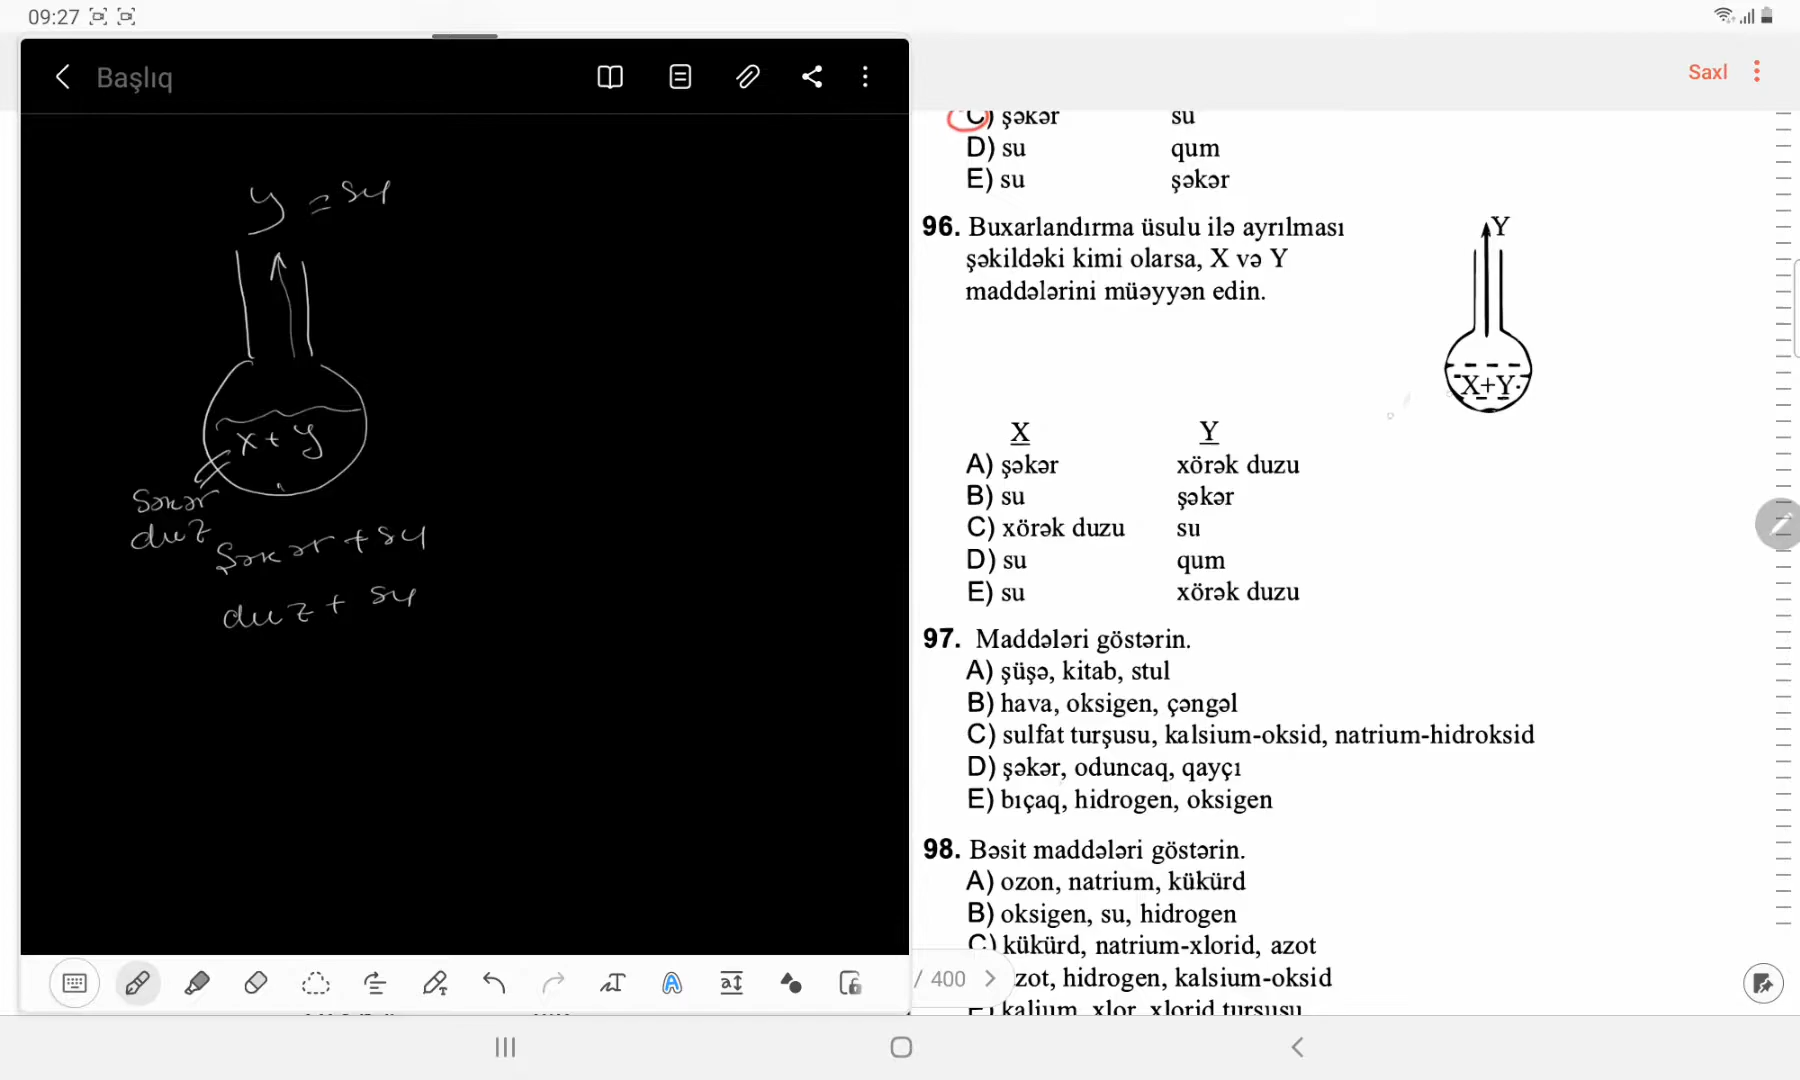 09:27
Başlıq
Saxl
y = su
x + y
Şəkər
duz
Şəkər + su
duz + su
C) şəkər su
D) su qum
E) su şəkər
96. Buxarlandırma üsulu ilə ayrılması
şəkildəki kimi olarsa, X və Y
maddələrini müəyyən edin.
Y
X+Y
X Y
A) şəkər xörək duzu
B) su şəkər
C) xörək duzu su
D) su qum
E) su xörək duzu
97. Maddələri göstərin.
A) şüşə, kitab, stul
B) hava, oksigen, çəngəl
C) sulfat turşusu, kalsium-oksid, natrium-hidroksid
D) şəkər, oduncaq, qayçı
E) bıçaq, hidrogen, oksigen
98. Bəsit maddələri göstərin.
A) ozon, natrium, kükürd
B) oksigen, su, hidrogen
C) kükürd, natrium-xlorid, azot
zot, hidrogen, kalsium-oksid
kalium, xlor, xlorid turşusu
/ 400